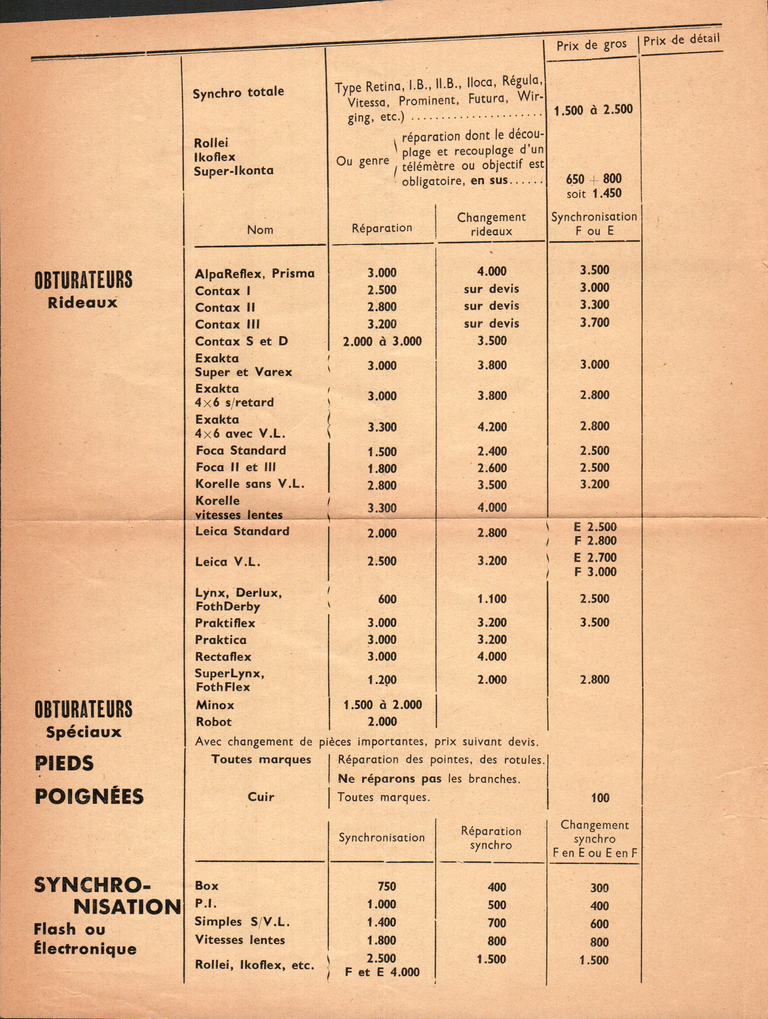 Prix de gros | Prix de détail
Synchro totale Type Retina, I.B., II.B., Iloca, Régula,
Vitessa, Prominent, Futura, Wir-
ging, etc.) ...................... 1.500 à 2.500
Rollei réparation dont le décou-
Ikoflex Ou genre plage et recouplage d'un
Super-Ikonta télémètre ou objectif est
obligatoire, en sus...... 650 + 800
soit 1.450
Nom Réparation Changement rideaux Synchronisation F ou E
OBTURATEURS
Rideaux
AlpaReflex, Prisma 3.000 4.000 3.500
Contax I 2.500 sur devis 3.000
Contax II 2.800 sur devis 3.300
Contax III 3.200 sur devis 3.700
Contax S et D 2.000 à 3.000 3.500
Exakta
Super et Varex 3.000 3.800 3.000
Exakta
4×6 s/retard 3.000 3.800 2.800
Exakta
4×6 avec V.L. 3.300 4.200 2.800
Foca Standard 1.500 2.400 2.500
Foca II et III 1.800 2.600 2.500
Korelle sans V.L. 2.800 3.500 3.200
Korelle
vitesses lentes 3.300 4.000
Leica Standard 2.000 2.800 E 2.500
F 2.800
Leica V.L. 2.500 3.200 E 2.700
F 3.000
Lynx, Derlux,
FothDerby 600 1.100 2.500
Praktiflex 3.000 3.200 3.500
Praktica 3.000 3.200
Rectaflex 3.000 4.000
SuperLynx,
FothFlex 1.200 2.000 2.800
OBTURATEURS
Spéciaux
Minox 1.500 à 2.000
Robot 2.000
Avec changement de pièces importantes, prix suivant devis.
PIEDS Toutes marques Réparation des pointes, des rotules.
Ne réparons pas les branches.
POIGNÉES Cuir Toutes marques. 100
Synchronisation Réparation synchro Changement synchro F en E ou E en F
SYNCHRO-
NISATION
Flash ou
Électronique
Box 750 400 300
P.I. 1.000 500 400
Simples S/V.L. 1.400 700 600
Vitesses lentes 1.800 800 800
Rollei, Ikoflex, etc. 2.500 1.500 1.500
F et E 4.000